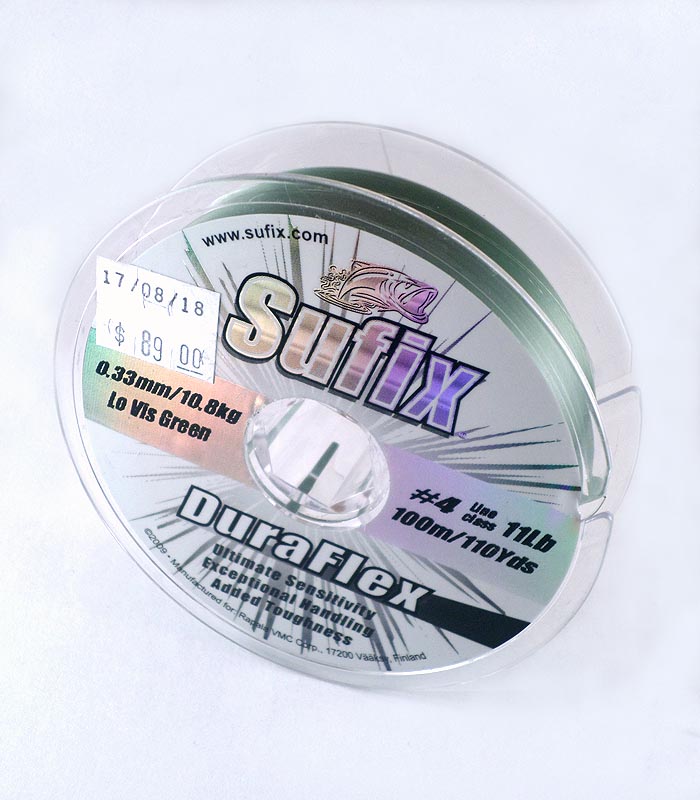 www.sufix.com
17/08/18
$ 89 00
Sufix
0.33mm/10.8kg
Lo Vis Green
#4 Line class 11Lb
100m/110Yds
DuraFlex
Ultimate Sensitivity
Exceptional Handling
Added Toughness
©2009 - Manufactured for: Rapala VMC Corp., 17200 Vääksy, Finland